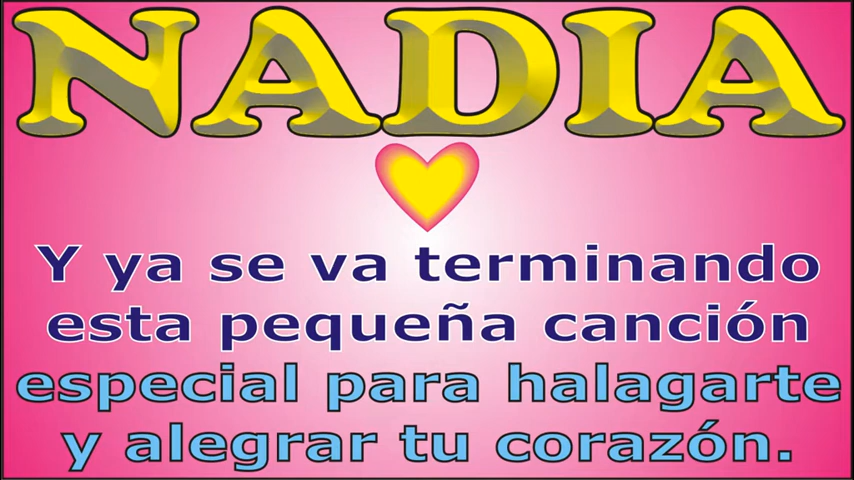 NADIA
Y ya se va terminando
esta pequeña canción
especial para halagarte
y alegrar tu corazón.